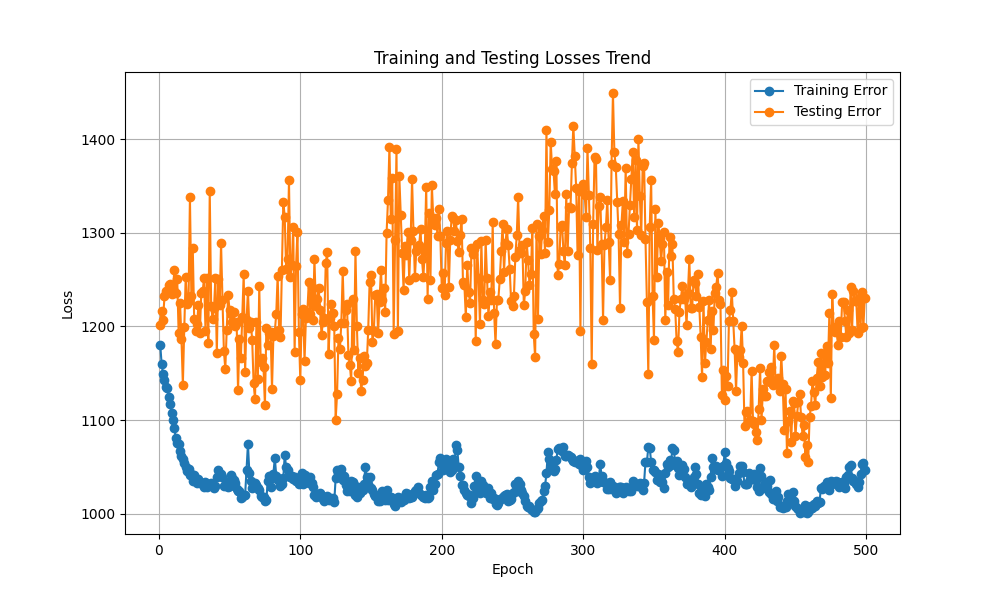 Training and Testing Losses Trend
Training Error
Testing Error
1400
1300
1200
1100
1000
Loss
0 100 200 300 400 500
Epoch